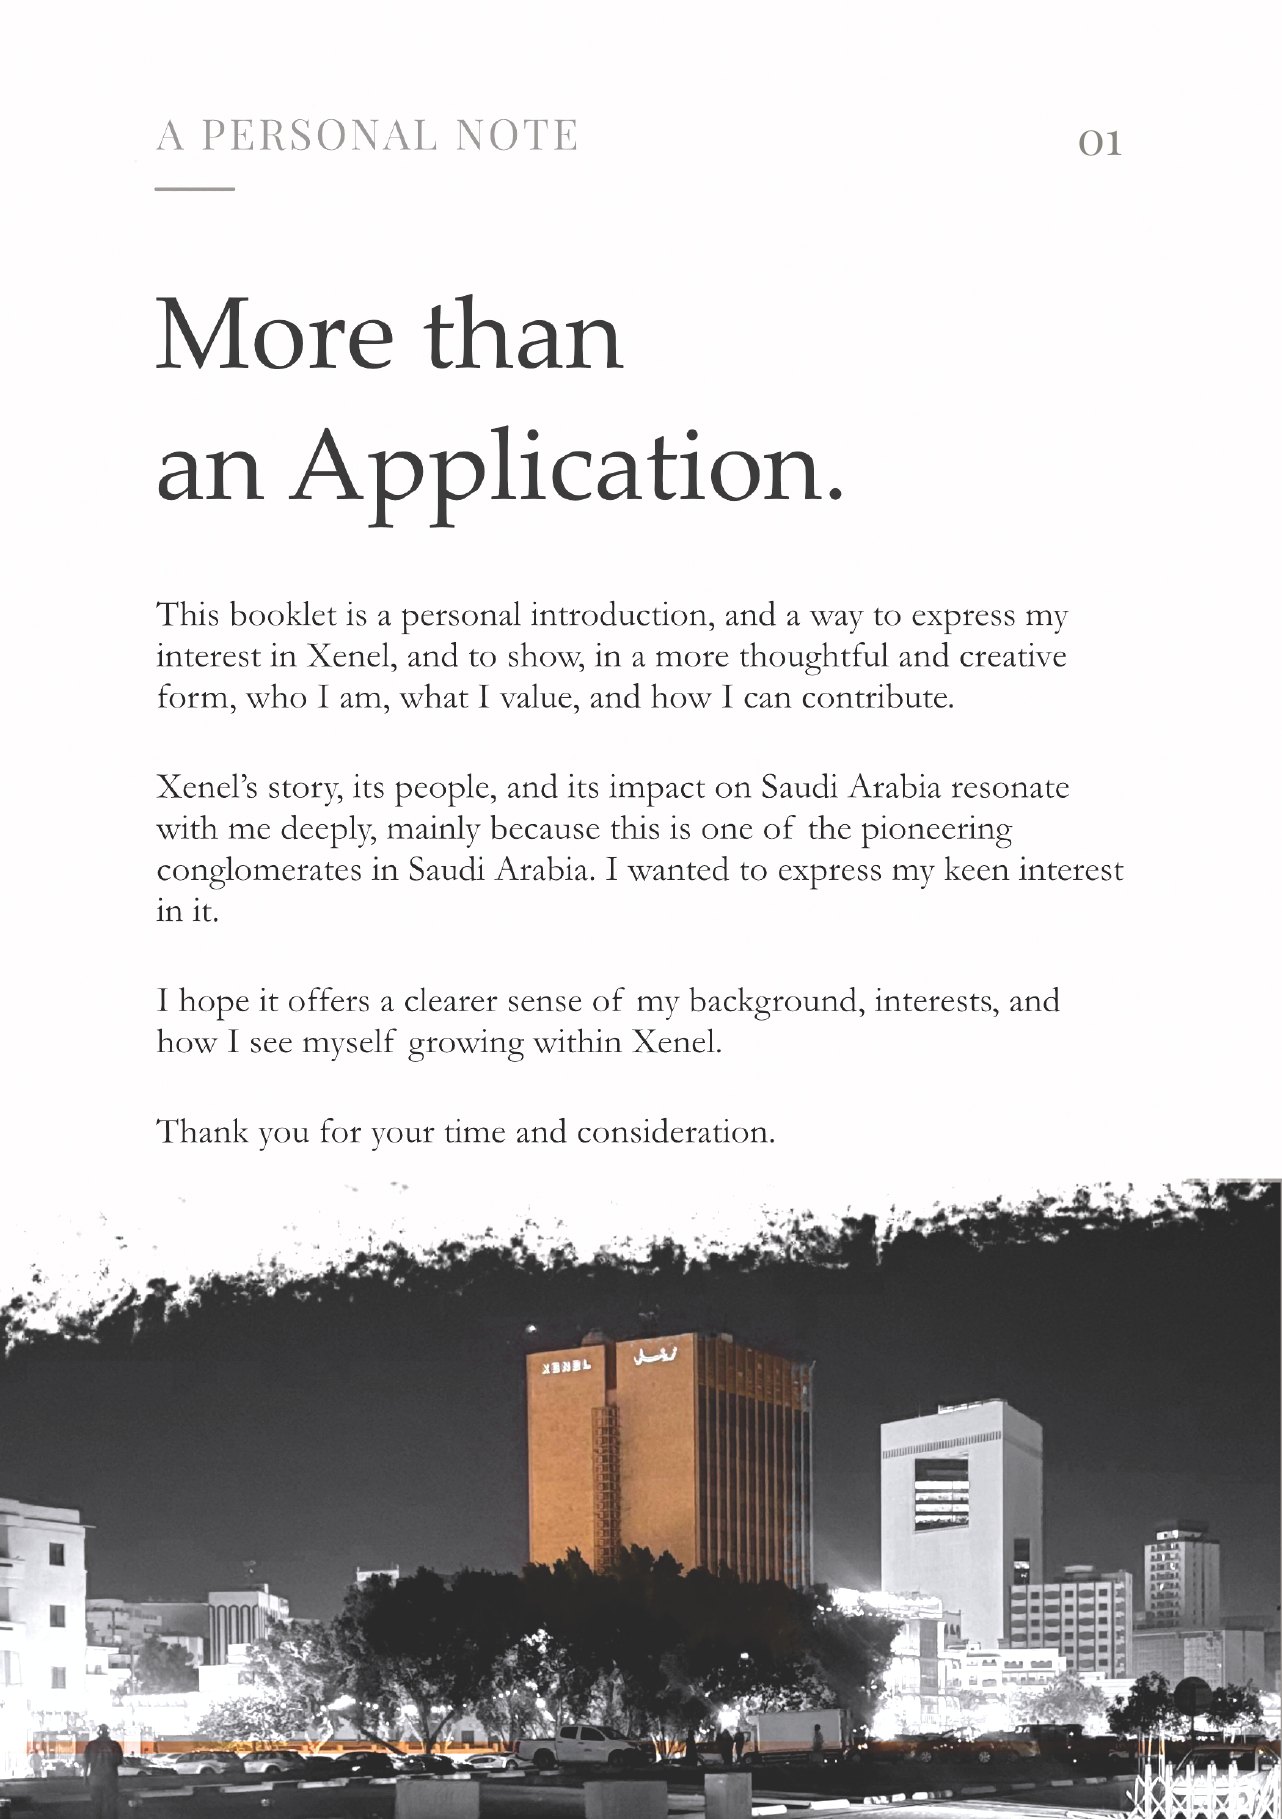 A PERSONAL NOTE
01
More than
an Application.
This booklet is a personal introduction, and a way to express my
interest in Xenel, and to show, in a more thoughtful and creative
form, who I am, what I value, and how I can contribute.
Xenel’s story, its people, and its impact on Saudi Arabia resonate
with me deeply, mainly because this is one of the pioneering
conglomerates in Saudi Arabia. I wanted to express my keen interest
in it.
I hope it offers a clearer sense of my background, interests, and
how I see myself growing within Xenel.
Thank you for your time and consideration.
XENEL
زينل